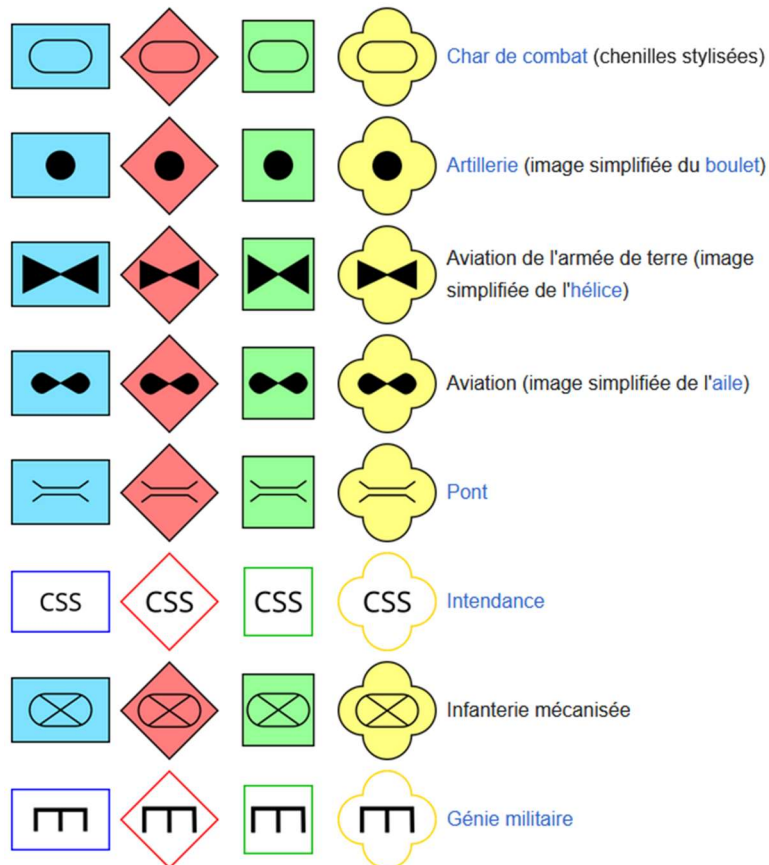 Char de combat (chenilles stylisées)
Artillerie (image simplifiée du boulet)
Aviation de l'armée de terre (image
simplifiée de l'hélice)
Aviation (image simplifiée de l'aile)
Pont
CSS CSS CSS CSS Intendance
Infanterie mécanisée
Génie militaire